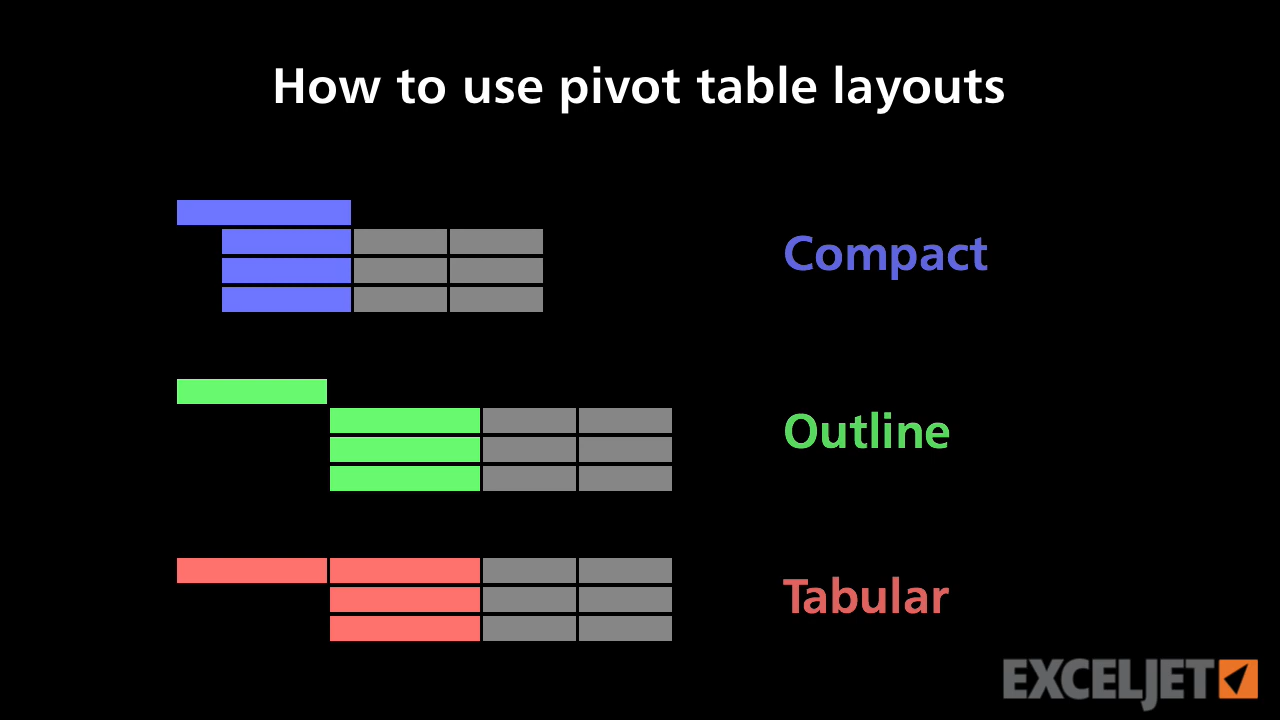 How to use pivot table layouts
Compact
Outline
Tabular
EXCELJET